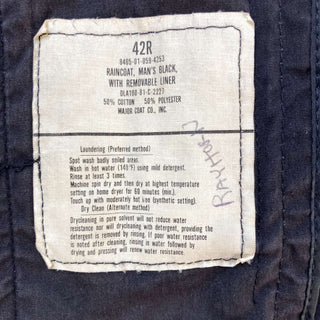 42R
8405-01-059-4253
RAINCOAT, MAN'S BLACK,
WITH REMOVABLE LINER
DLA100-81-C-2227
50% COTTON 50% POLYESTER
MAJOR COAT CO., INC.
Laundering (Preferred method)
Spot wash badly soiled areas.
Wash in hot water (140°F) using mild detergent.
Rinse at least 3 times.
Machine spin dry and then dry at highest temperature
setting on home dryer for 60 minutes (min).
Touch up with moderately hot iron (synthetic setting).
Dry Clean (Alternate method)
Drycleaning in pure solvent will not reduce water
resistance nor will drycleaning with detergent, providing the
detergent is removed by rinsing. If poor water resistance
is noted after cleaning, rinsing in water followed by
drying and pressing will renew water resistance.